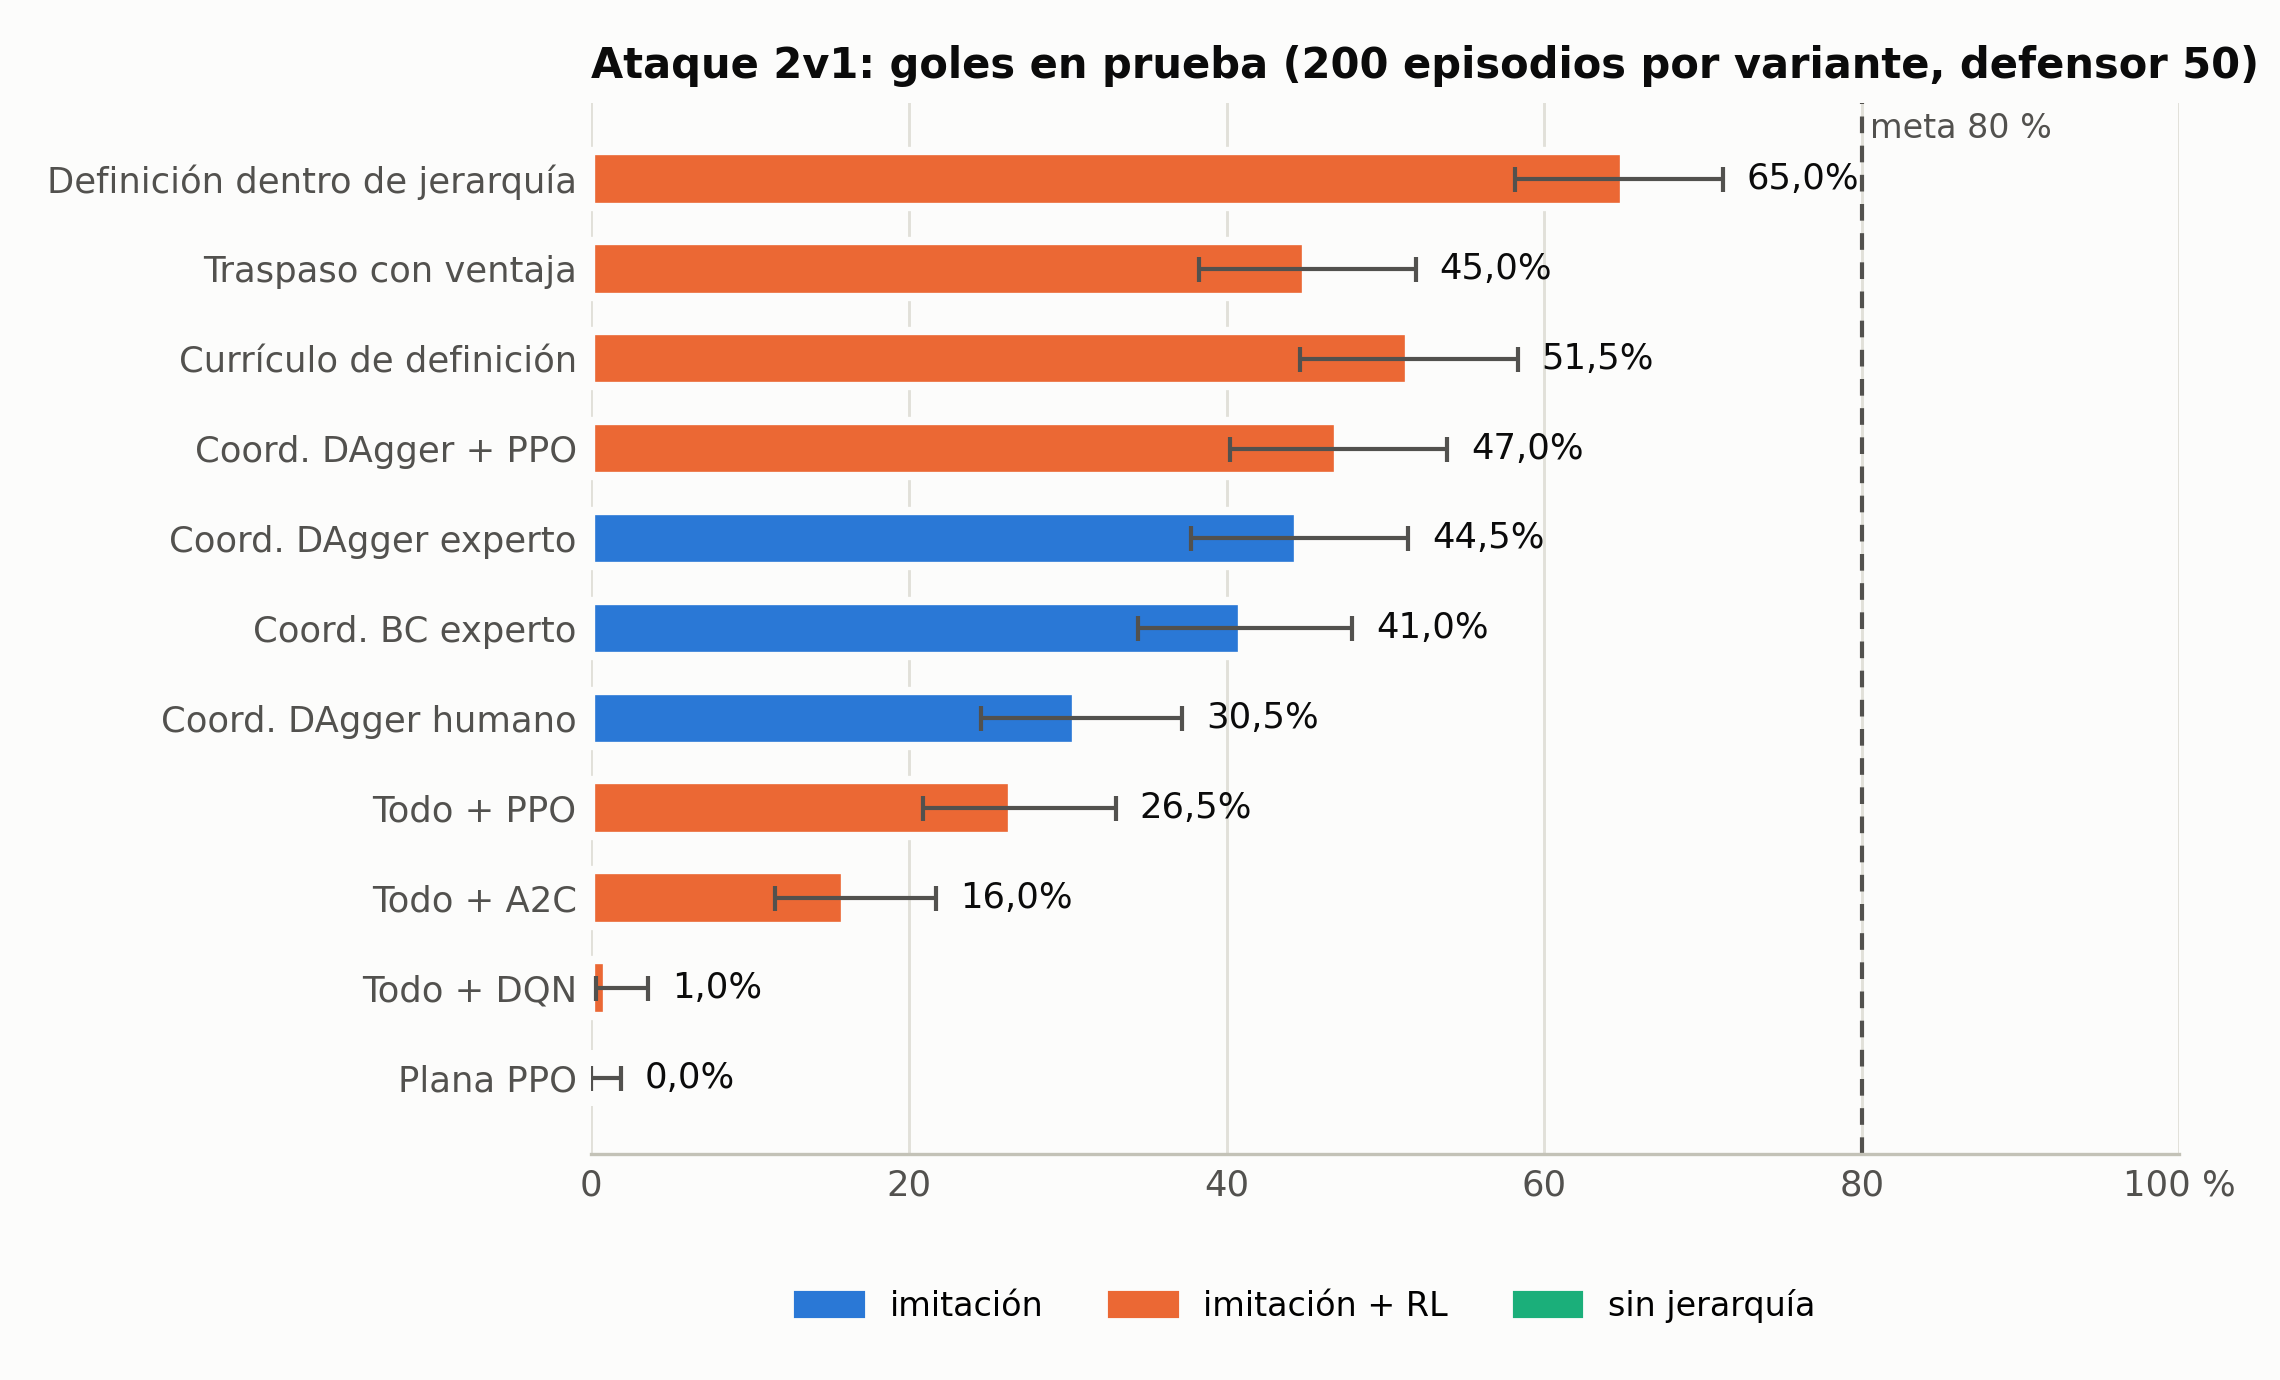 Ataque 2v1: goles en prueba (200 episodios por variante, defensor 50)
meta 80 %
Definición dentro de jerarquía 65,0%
Traspaso con ventaja 45,0%
Currículo de definición 51,5%
Coord. DAgger + PPO 47,0%
Coord. DAgger experto 44,5%
Coord. BC experto 41,0%
Coord. DAgger humano 30,5%
Todo + PPO 26,5%
Todo + A2C 16,0%
Todo + DQN 1,0%
Plana PPO 0,0%
0 20 40 60 80 100 %
imitación imitación + RL sin jerarquía